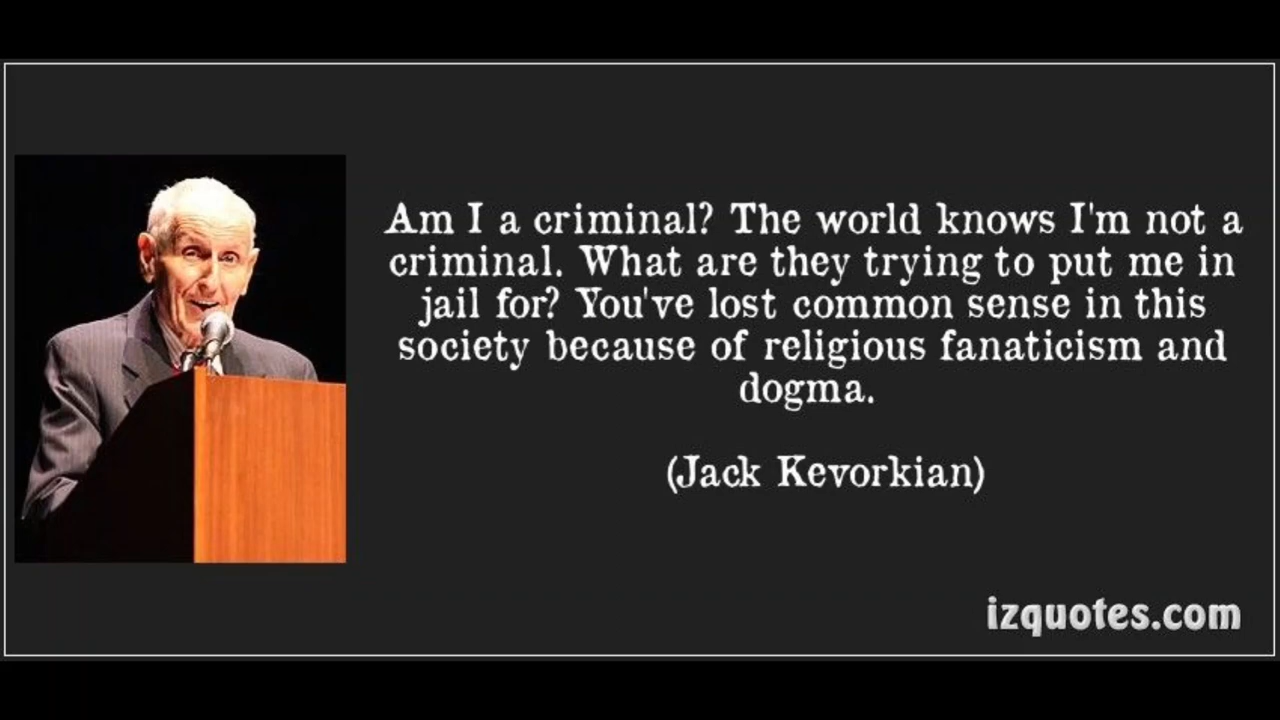 Am I a criminal? The world knows I'm not a
criminal. What are they trying to put me in
jail for? You've lost common sense in this
society because of religious fanaticism and
dogma.
(Jack Kevorkian)
izquotes.com